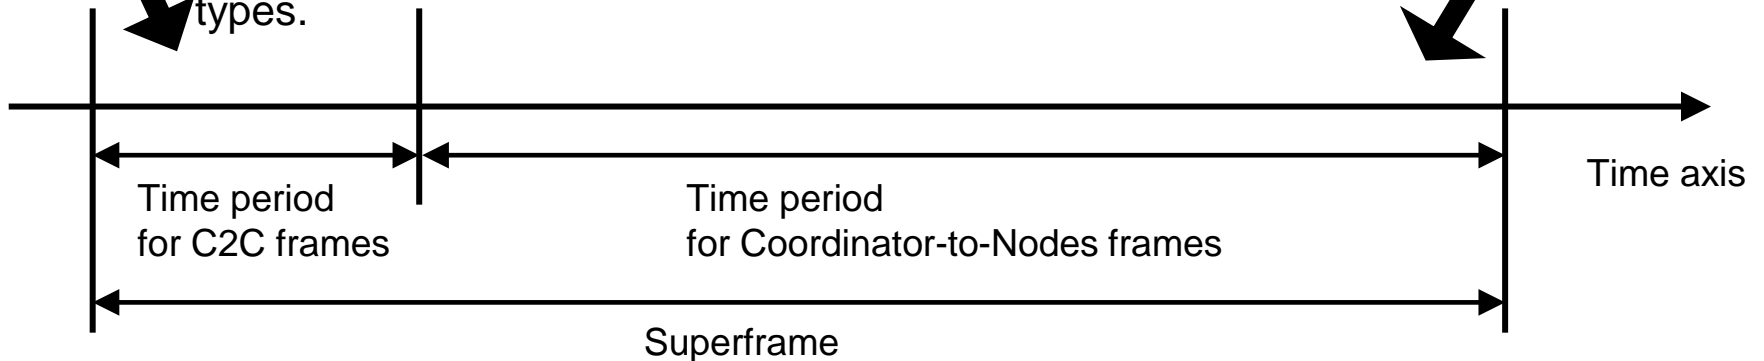 types.
Time axis
Time period
for C2C frames
Time period
for Coordinator-to-Nodes frames
Superframe